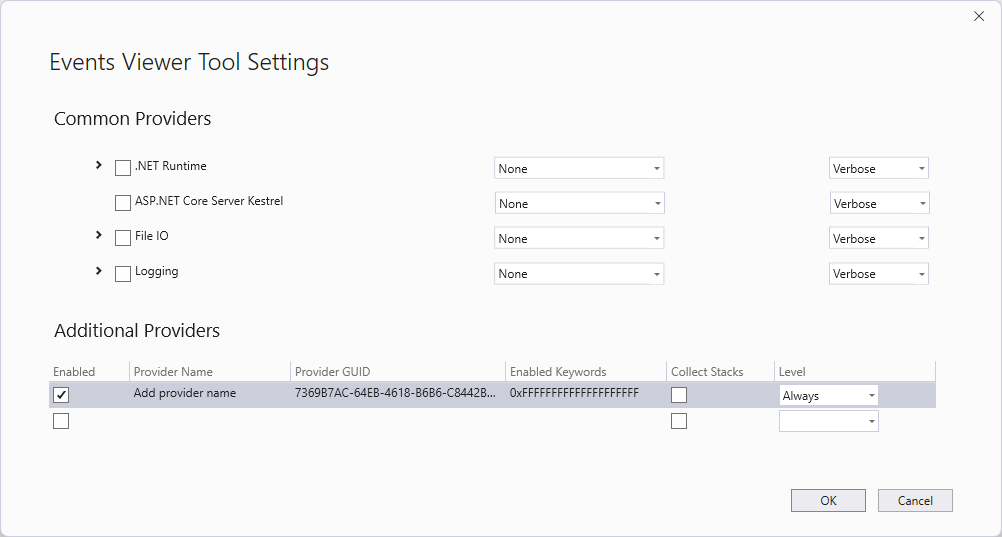 Events Viewer Tool Settings
Common Providers
.NET Runtime None Verbose
ASP.NET Core Server Kestrel None Verbose
File IO None Verbose
Logging None Verbose
Additional Providers
Enabled Provider Name Provider GUID Enabled Keywords Collect Stacks Level
Add provider name 7369B7AC-64EB-4618-B6B6-C8442B... 0xFFFFFFFFFFFFFFFFFFFF Always
OK Cancel